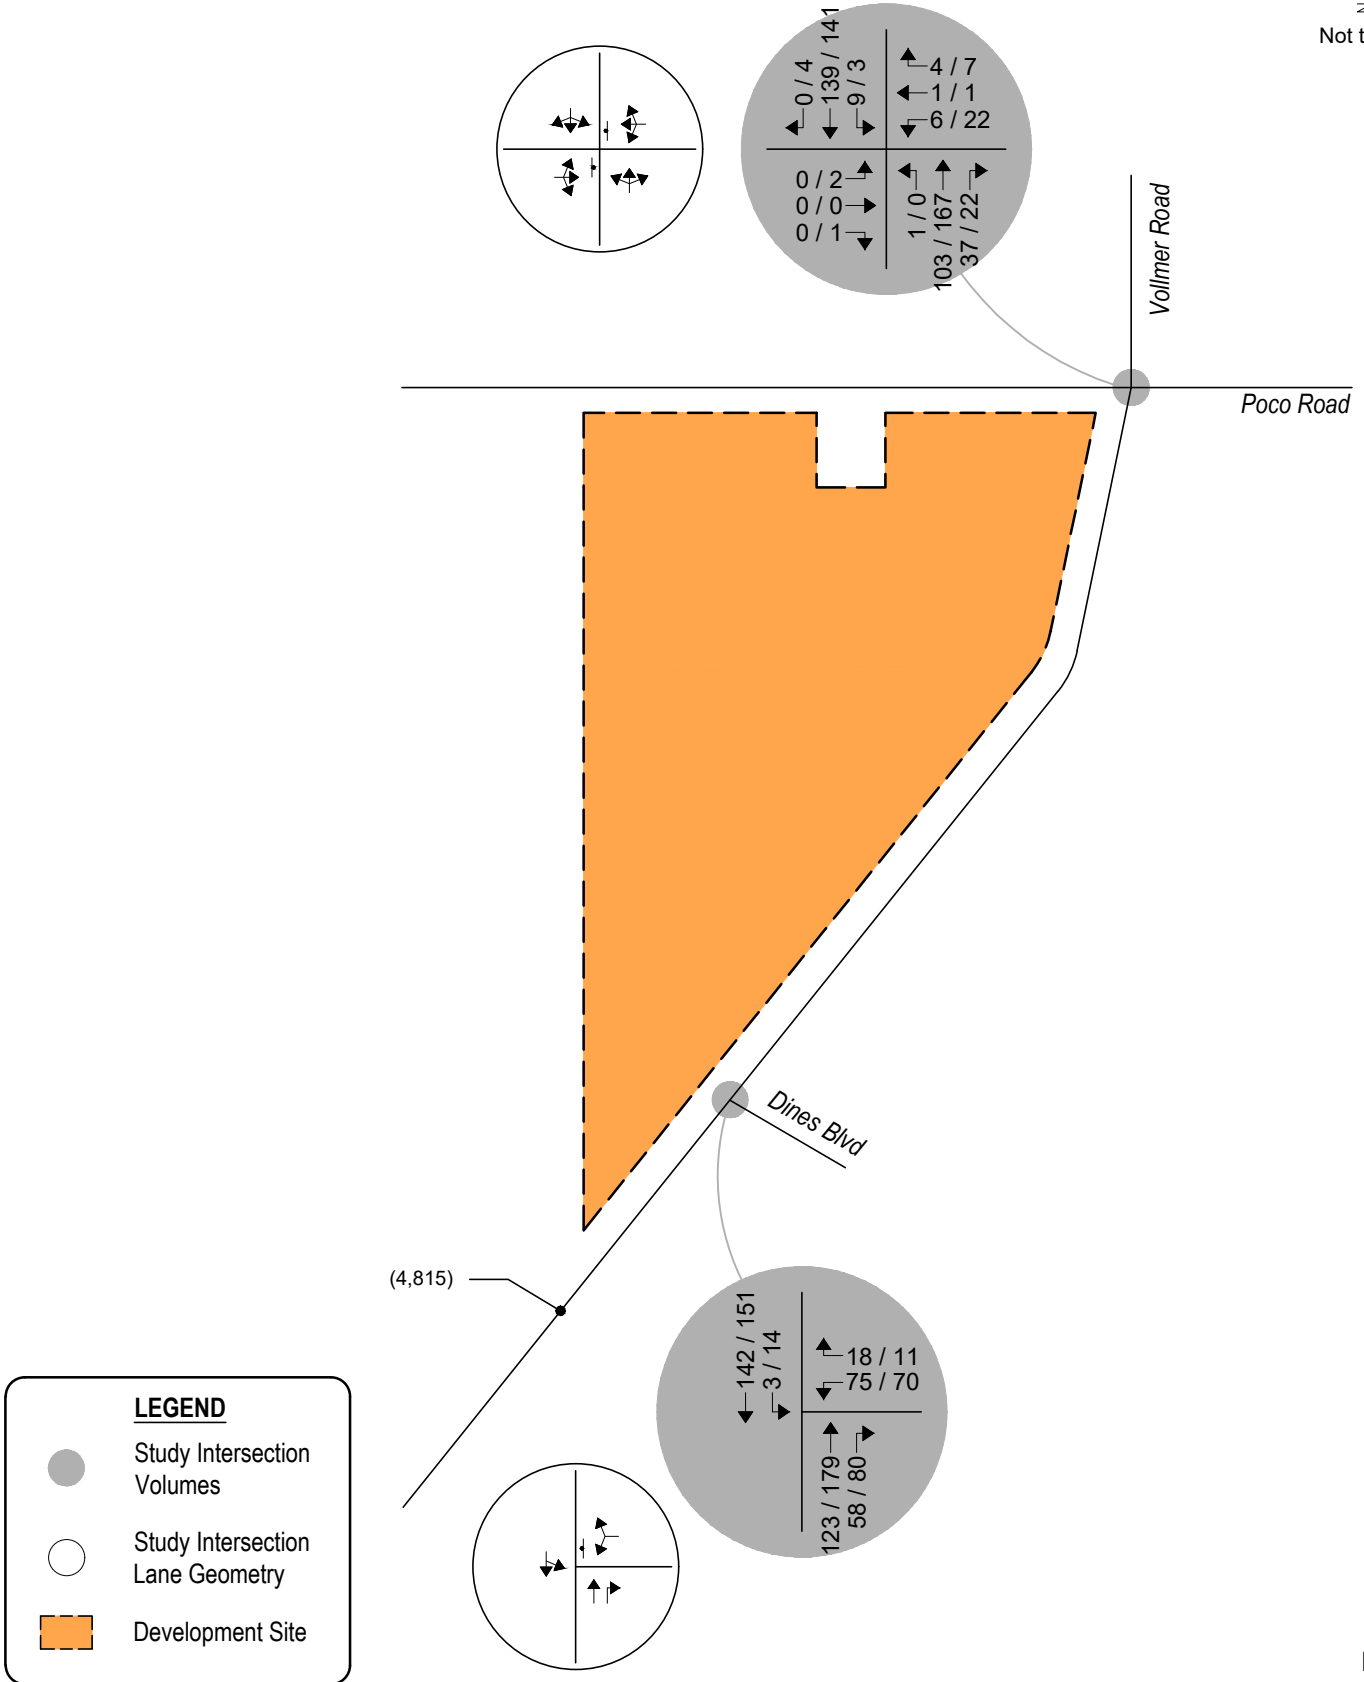 Not t
0 / 4
139 / 141
9 / 3
4 / 7
1 / 1
6 / 22
0 / 2
0 / 0
0 / 1
1 / 0
103 / 167
37 / 22
Vollmer Road
Poco Road
Dines Blvd
(4,815)
142 / 151
3 / 14
18 / 11
75 / 70
123 / 179
58 / 80
LEGEND
Study Intersection
Volumes
Study Intersection
Lane Geometry
Development Site